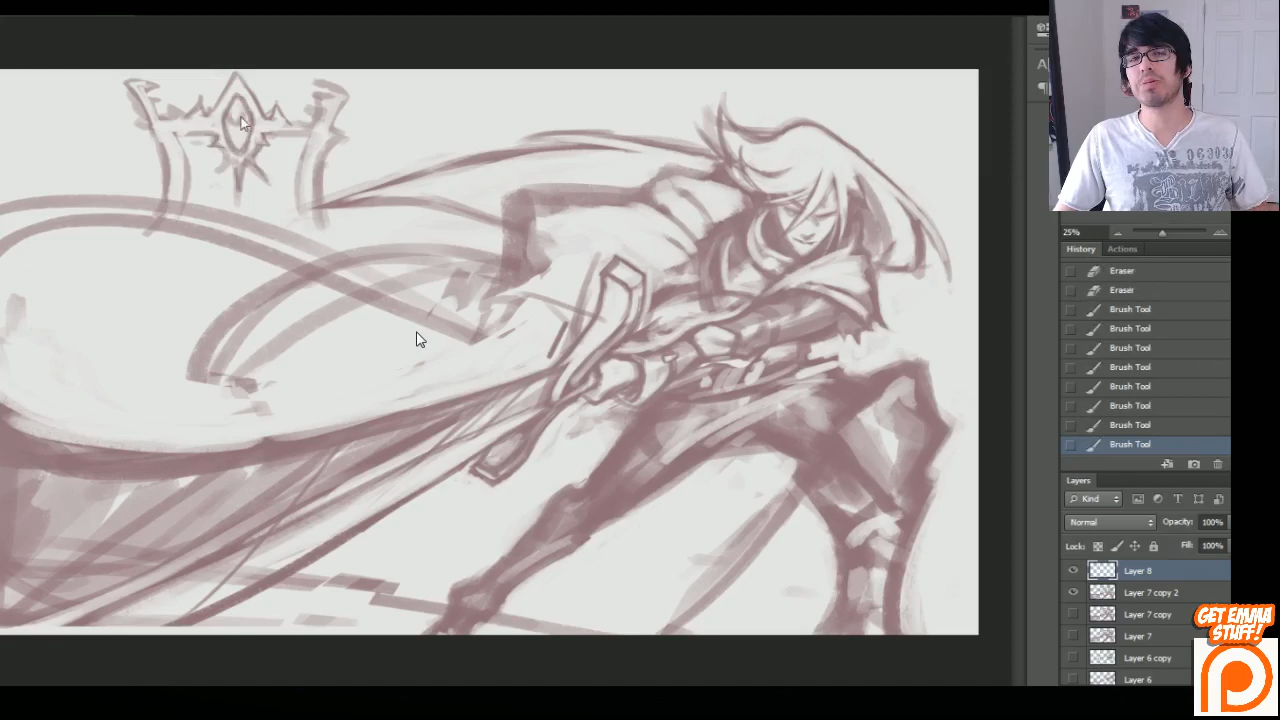 A
¶
06303
25%
History Actions
Eraser
Eraser
Brush Tool
Brush Tool
Brush Tool
Brush Tool
Brush Tool
Brush Tool
Brush Tool
Brush Tool
Layers
Kind T
Normal Opacity: 100%
Lock: Fill: 100%
Layer 8
Layer 7 copy 2
Layer 7 copy
Layer 7
Layer 6 copy
Layer 6
GET EMMA
STUFF!